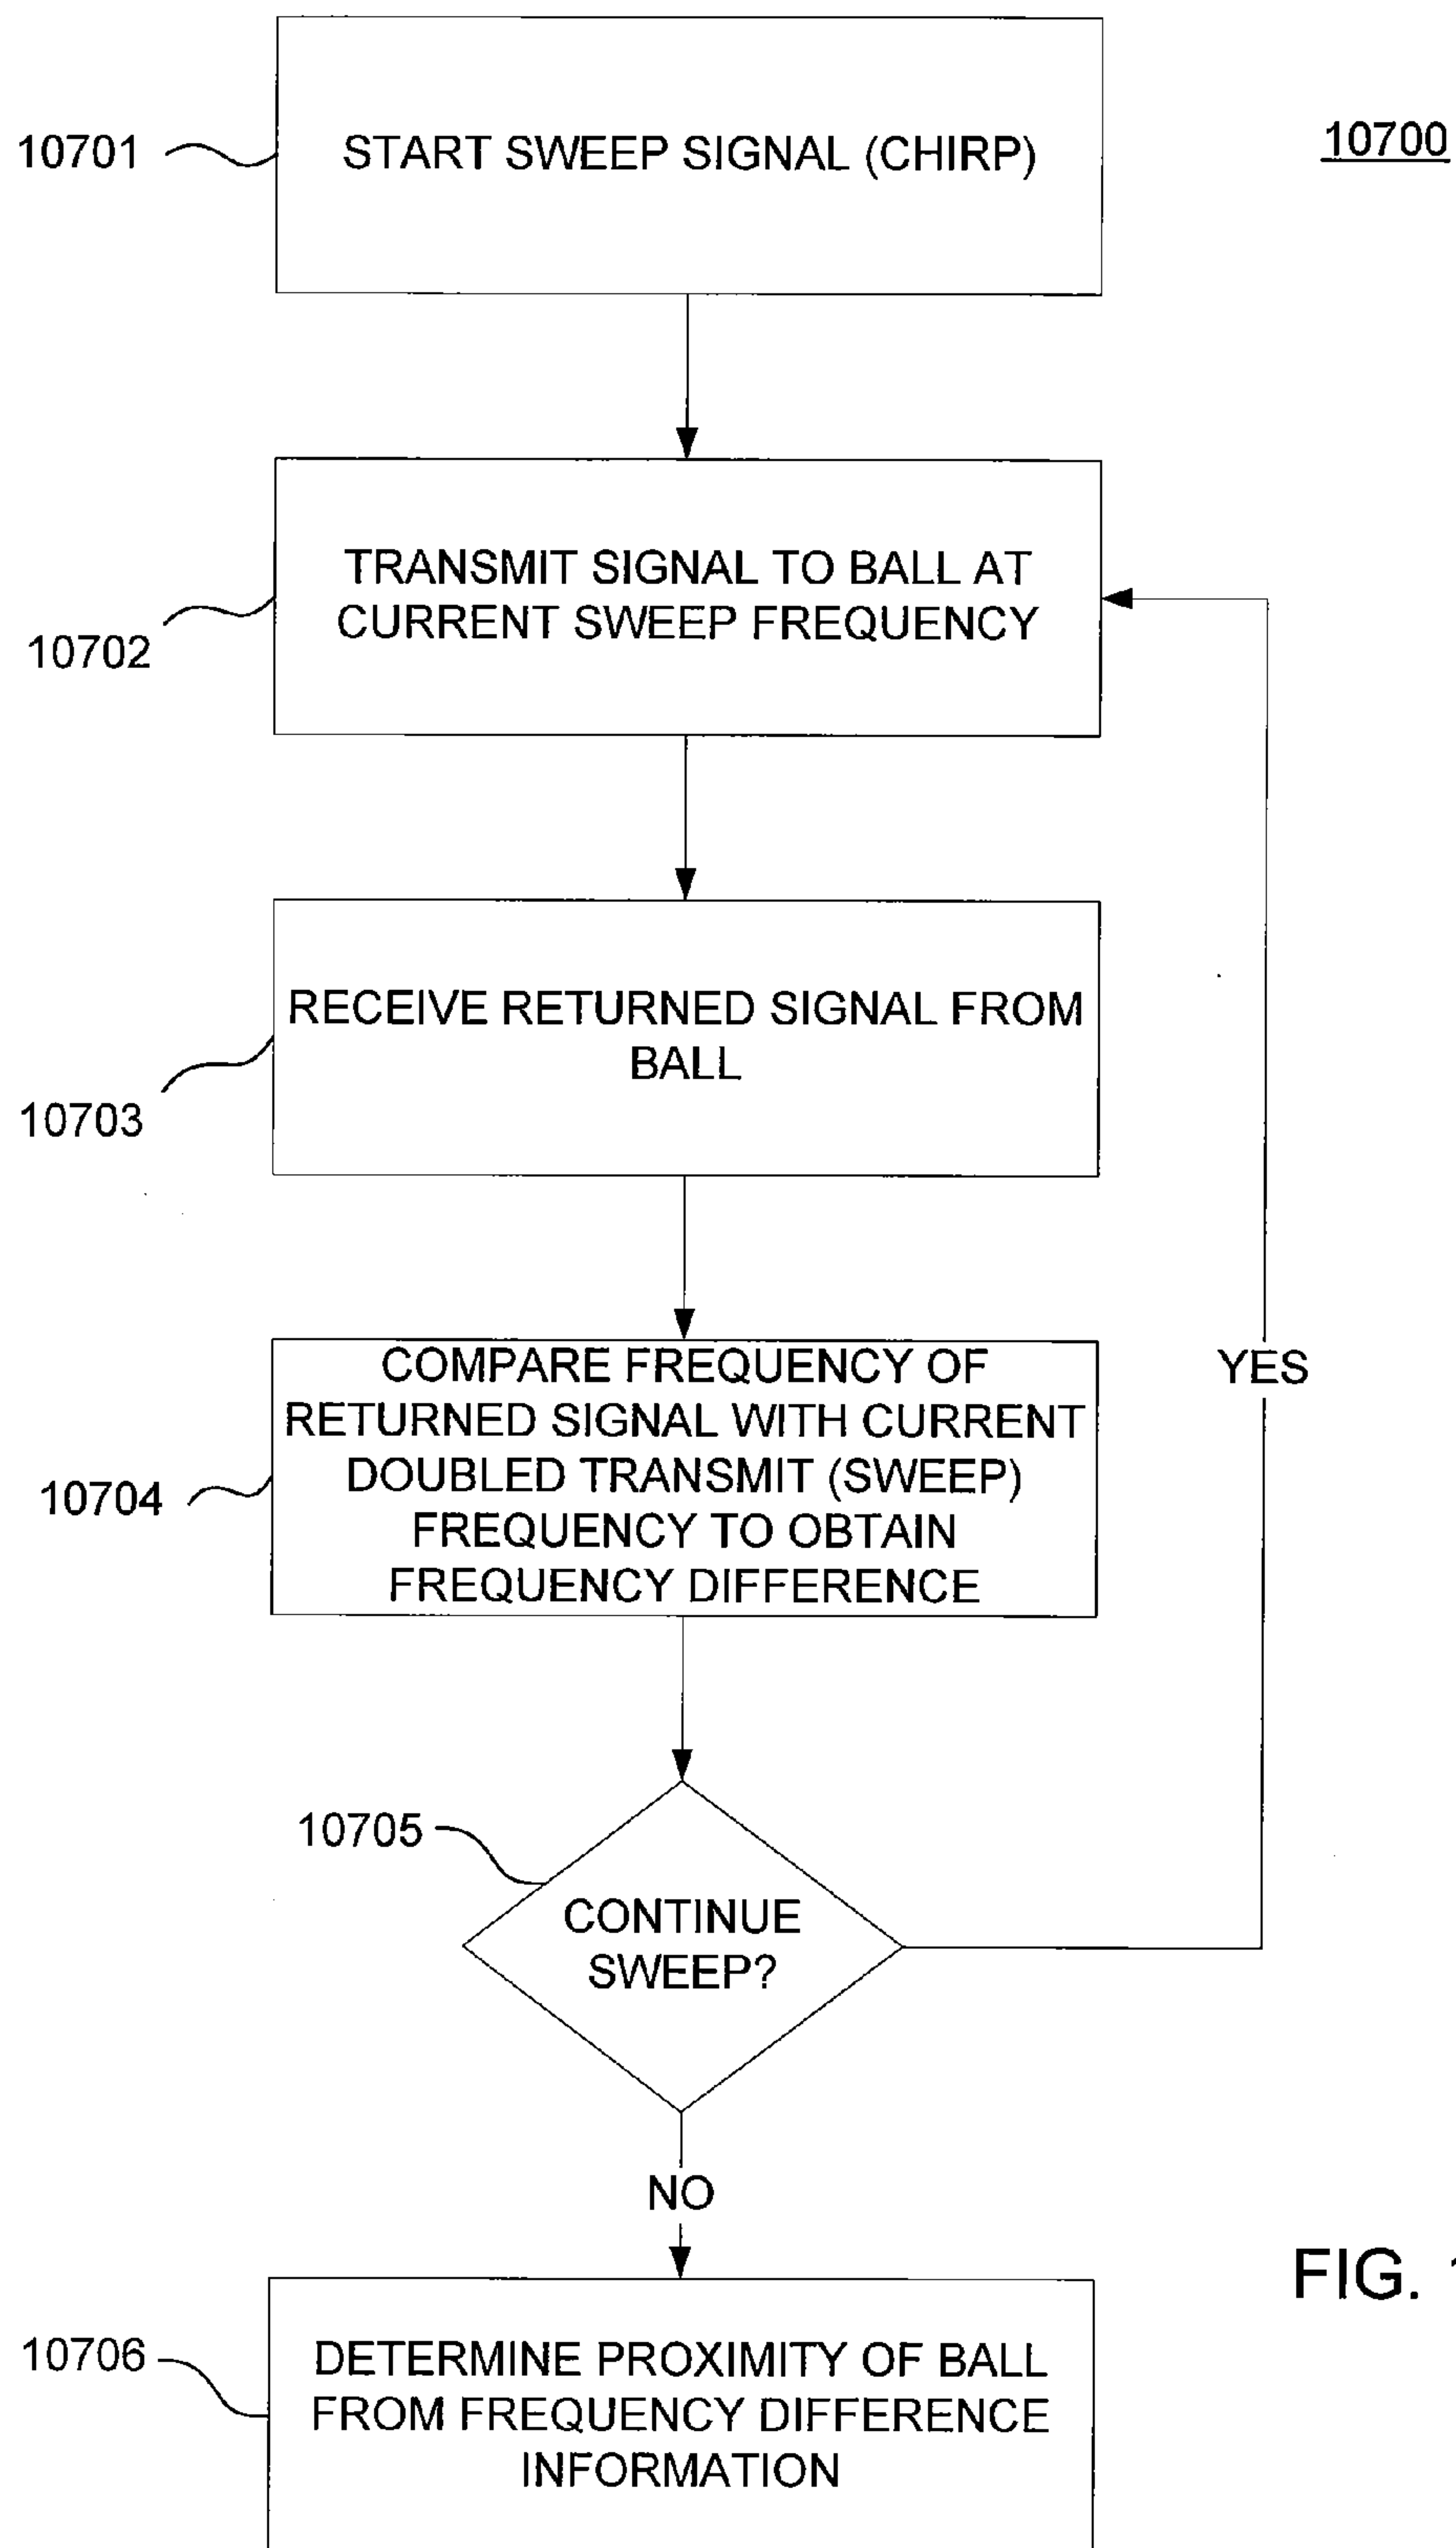 10700
10701
START SWEEP SIGNAL (CHIRP)
10702
TRANSMIT SIGNAL TO BALL AT
CURRENT SWEEP FREQUENCY
10703
RECEIVE RETURNED SIGNAL FROM
BALL
10704
COMPARE FREQUENCY OF
RETURNED SIGNAL WITH CURRENT
DOUBLED TRANSMIT (SWEEP)
FREQUENCY TO OBTAIN
FREQUENCY DIFFERENCE
YES
10705
CONTINUE
SWEEP?
NO
FIG.
10706
DETERMINE PROXIMITY OF BALL
FROM FREQUENCY DIFFERENCE
INFORMATION